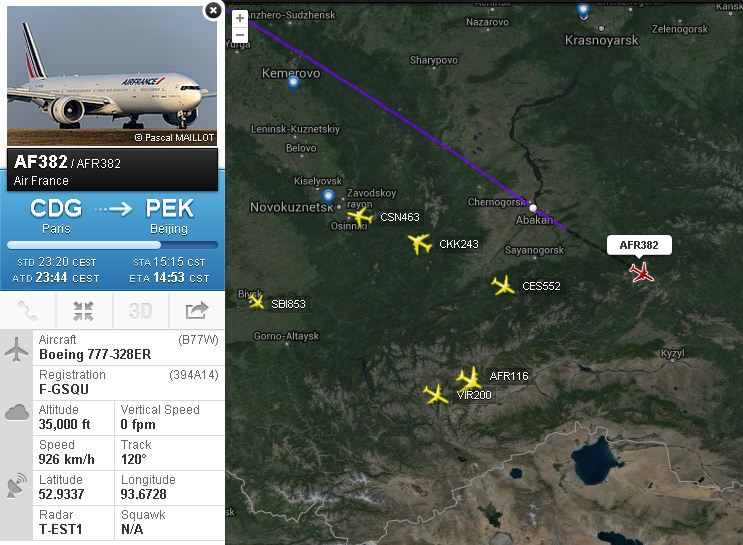 AIRFRANCE
© Pascal MAILLOT
AF382 / AFR382
Air France
CDG PEK
Paris Beijing
STD 23:20 CEST STA 15:15 CST
ATD 23:44 CEST ETA 14:53 CST
3D
Aircraft (B77W)
Boeing 777-328ER
Registration (394A14)
F-GSQU
Altitude Vertical Speed
35,000 ft 0 fpm
Speed Track
926 km/h 120°
Latitude Longitude
52.9337 93.6728
Radar Squawk
T-EST1 N/A
+
−
Anzhero-Sudzhensk
Yurga
Nazarovo
Zelenogorsk
Krasnoyarsk
Kansk
Sharypovo
Kemerovo
Leninsk-Kuznetskiy
Belovo
Kiselyovsk
Zavodskoy
rayon
Novokuznetsk
Osinniki
CSN463
CKK243
Chernogorsk
Abakan
Sayanogorsk
AFR382
CES552
Biysk
SBI853
Gorno-Altaysk
Kyzyl
AFR116
VIR200